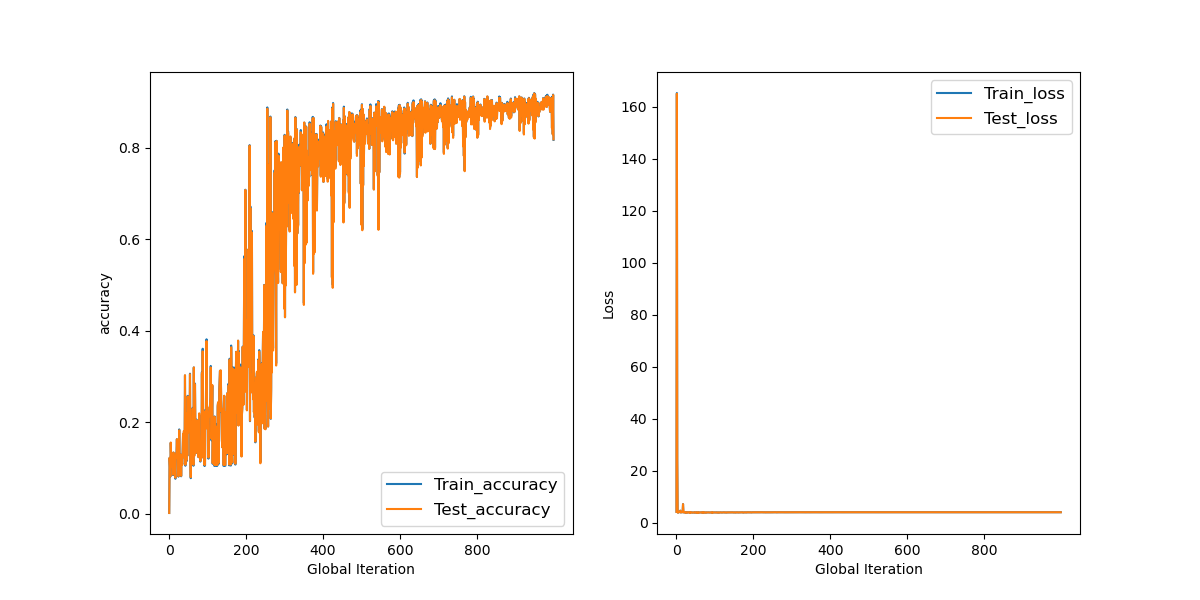 accuracy
0.8
0.6
0.4
0.2
0.0
0 200 400 600 800
Global Iteration
Train_accuracy
Test_accuracy
Loss
160
140
120
100
80
60
40
20
0
0 200 400 600 800
Global Iteration
Train_loss
Test_loss